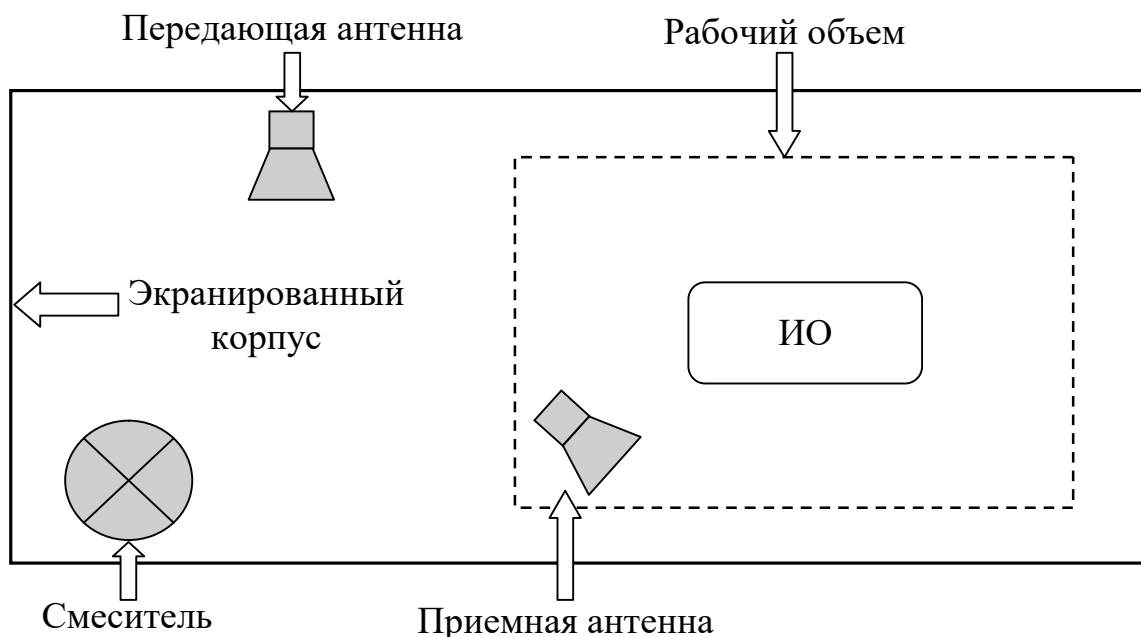 Передающая антенна
Рабочий объем
Экранированный
корпус
ИО
Смеситель
Приемная антенна